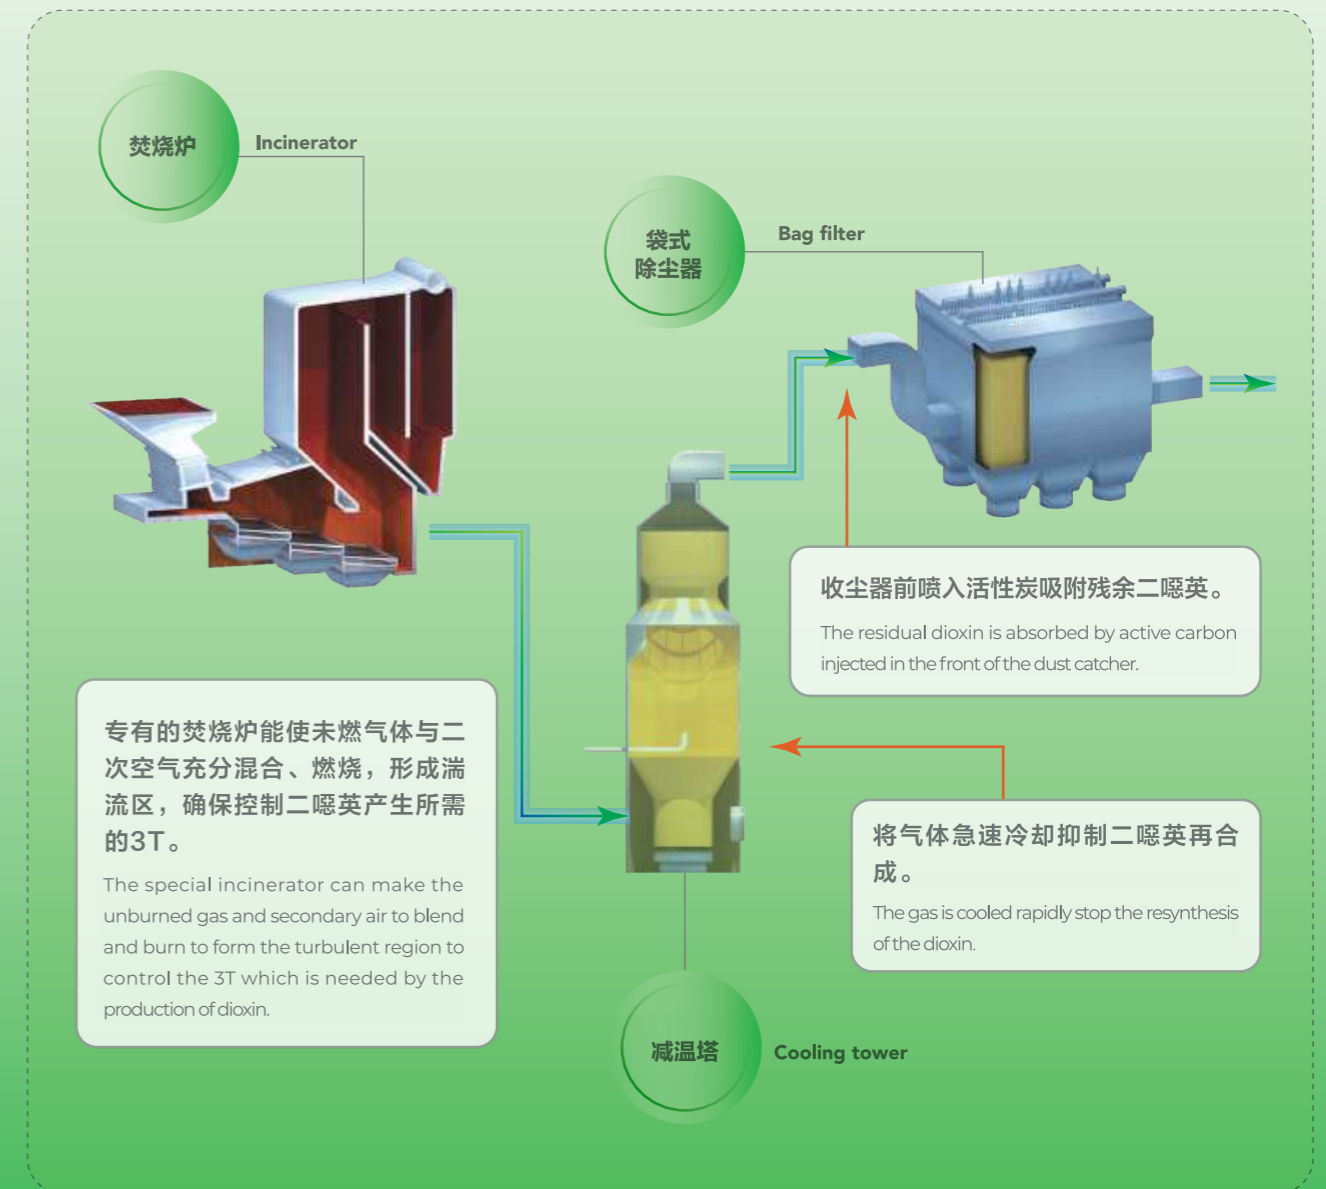 焚烧炉
Incinerator
袋式
除尘器
Bag filter
收尘器前喷入活性炭吸附残余二噁英。
The residual dioxin is absorbed by active carbon
injected in the front of the dust catcher.
专有的焚烧炉能使未燃气体与二
次空气充分混合、燃烧，形成湍
流区，确保控制二噁英产生所需
的3T。
The special incinerator can make the
unburned gas and secondary air to blend
and burn to form the turbulent region to
control the 3T which is needed by the
production of dioxin.
将气体急速冷却抑制二噁英再合
成。
The gas is cooled rapidly stop the resynthesis
of the dioxin.
减温塔
Cooling tower